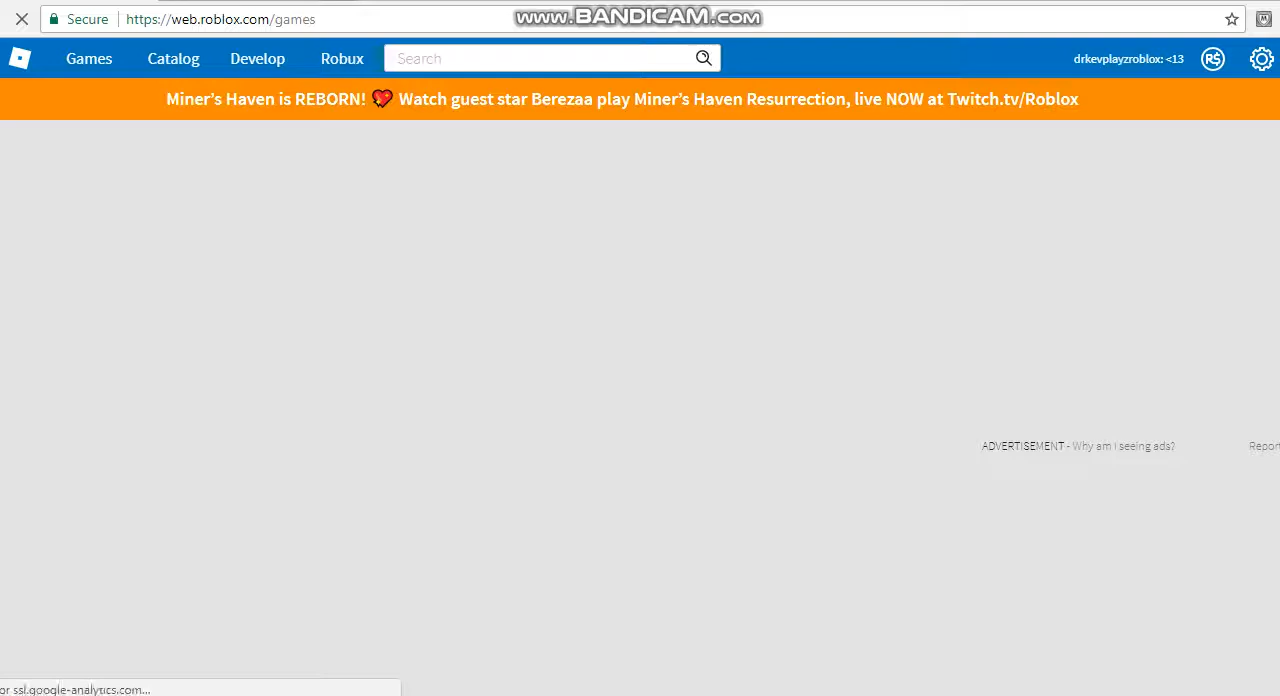 Secure https://web.roblox.com/games
www.BANDICAM.com
Games Catalog Develop Robux Search drkevplayzroblox: <13 R$
Miner's Haven is REBORN! 💖 Watch guest star Berezaa play Miner's Haven Resurrection, live NOW at Twitch.tv/Roblox
ADVERTISEMENT - Why am I seeing ads? Report
or ssl.google-analytics.com...